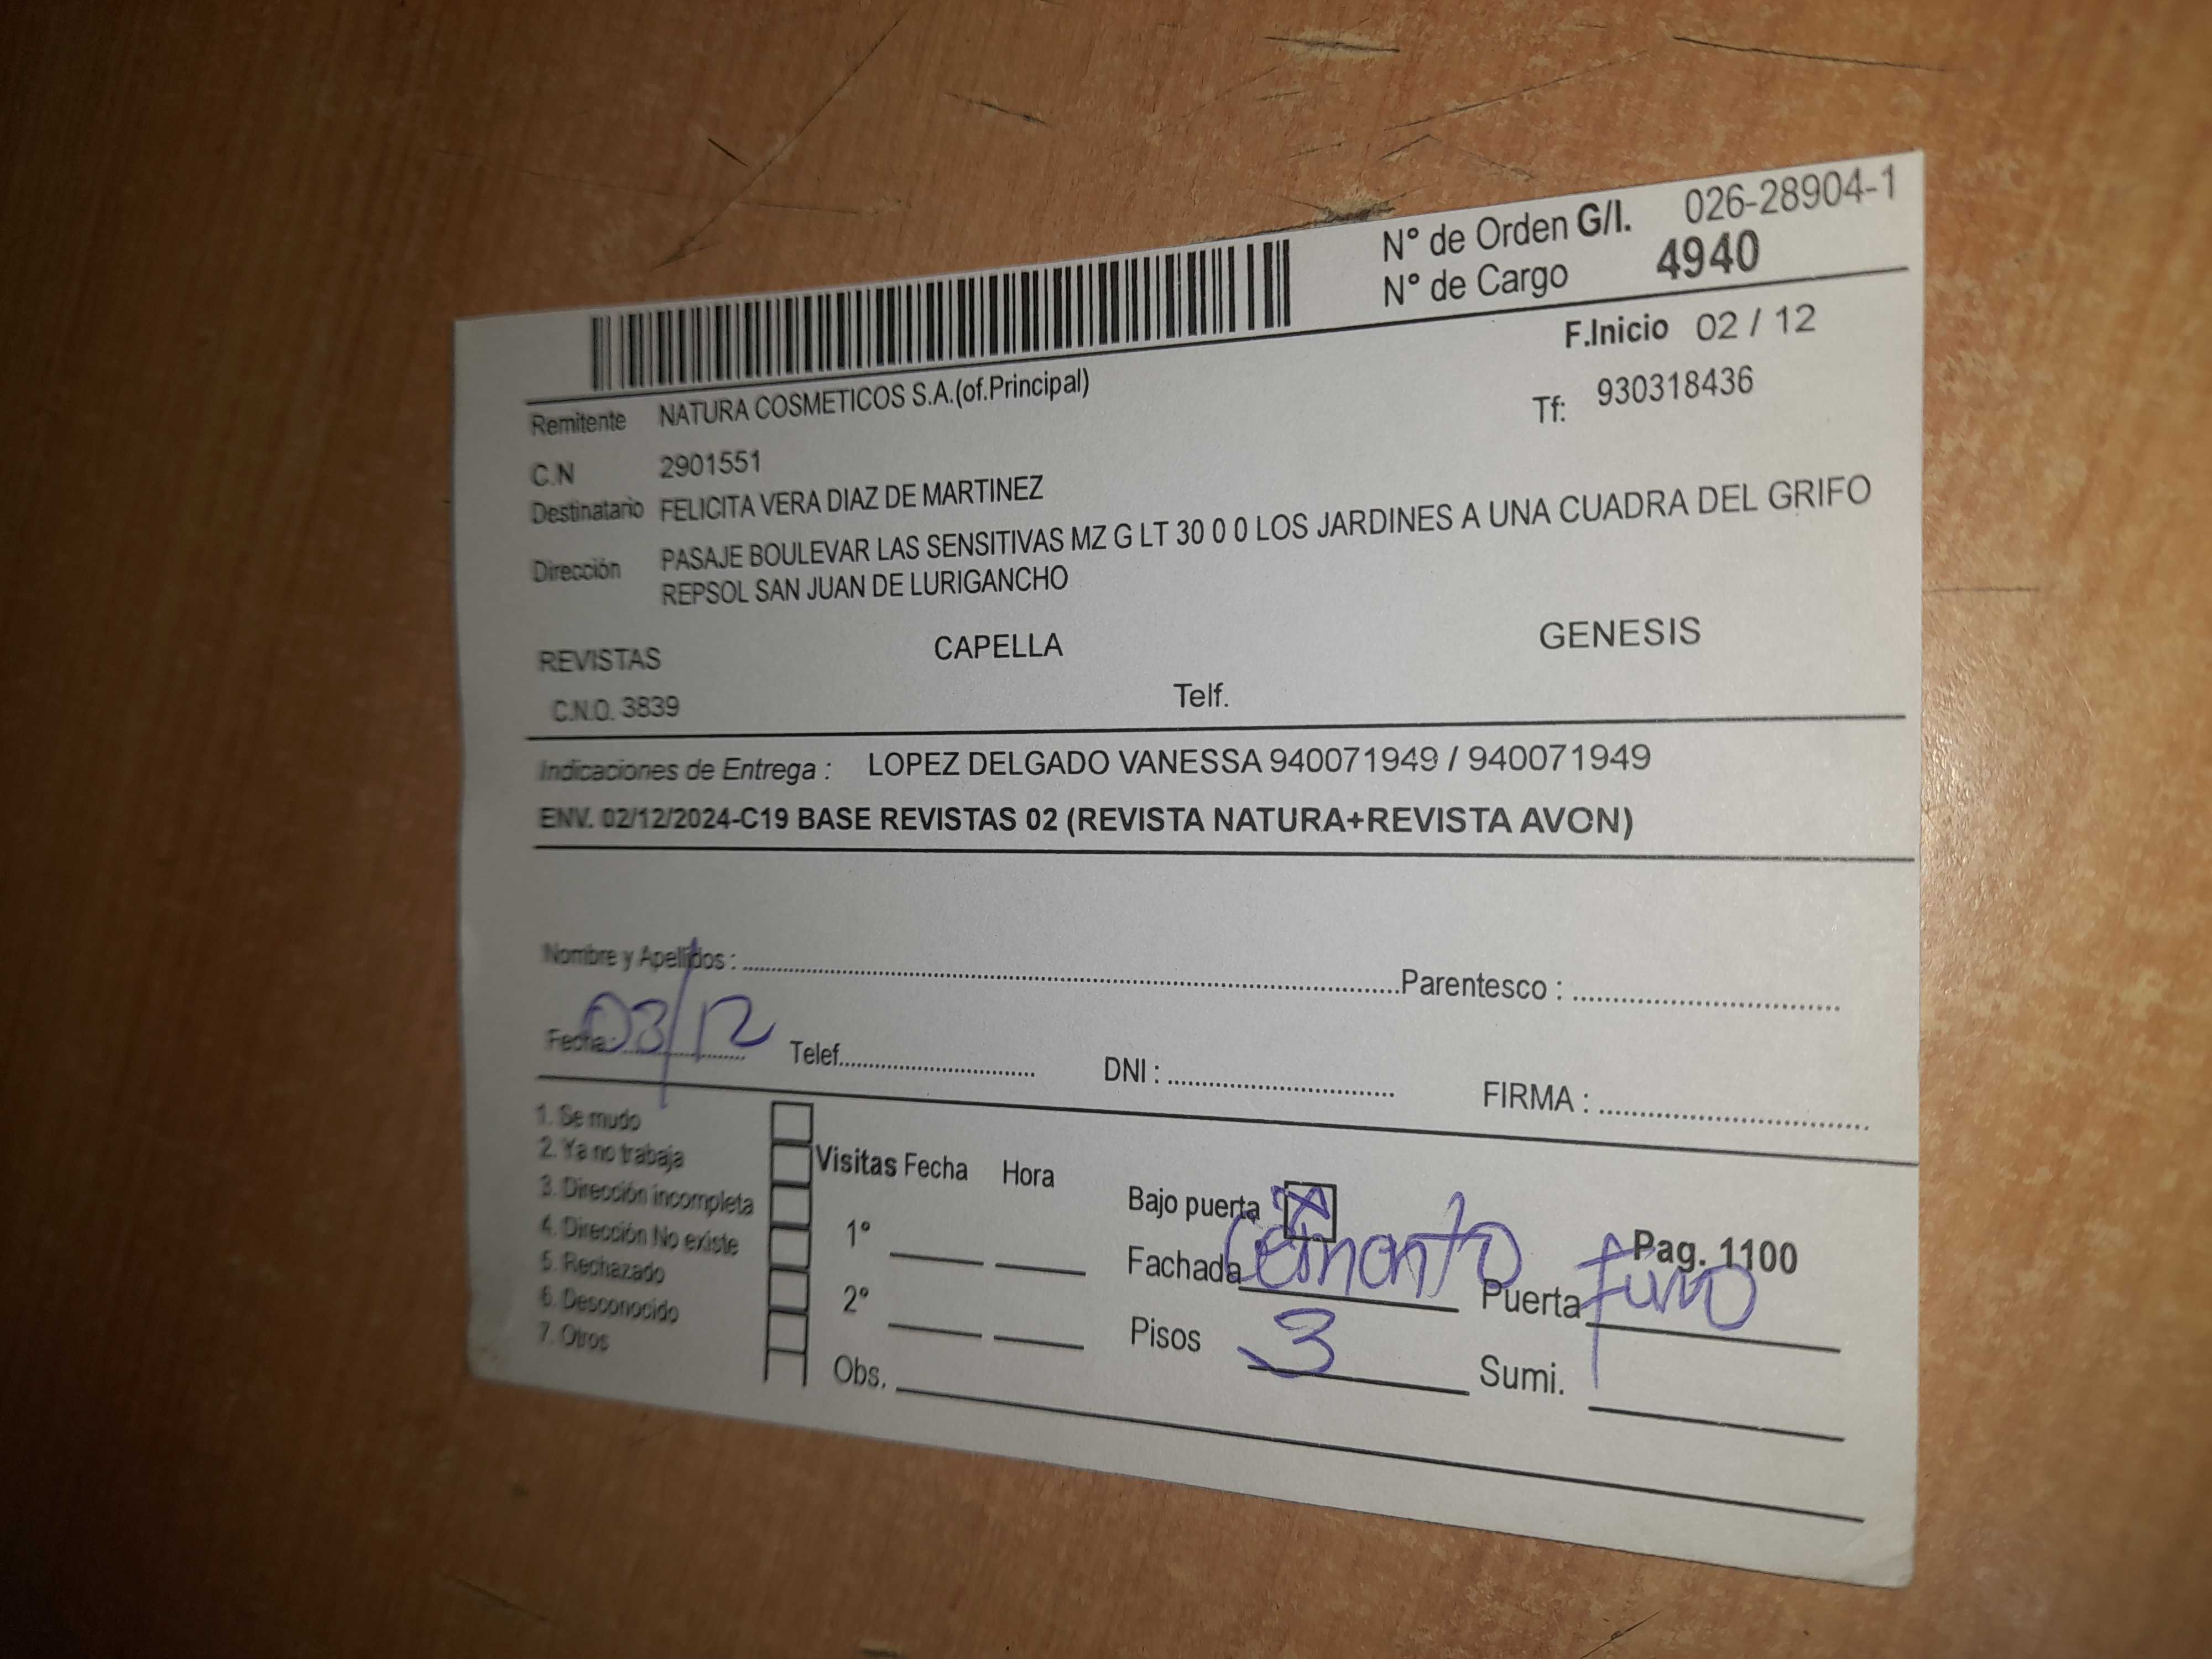 N° de Orden G/I. 026-28904-1
N° de Cargo 4940
F.Inicio 02 / 12
Remitente NATURA COSMETICOS S.A.(of.Principal)
Tf: 930318436
C.N 2901551
Destinatario FELICITA VERA DIAZ DE MARTINEZ
Dirección PASAJE BOULEVAR LAS SENSITIVAS MZ G LT 30 0 0 LOS JARDINES A UNA CUADRA DEL GRIFO
REPSOL SAN JUAN DE LURIGANCHO
REVISTAS CAPELLA GENESIS
C.N.O. 3839 Telf.
Indicaciones de Entrega : LOPEZ DELGADO VANESSA 940071949 / 940071949
ENV. 02/12/2024-C19 BASE REVISTAS 02 (REVISTA NATURA+REVISTA AVON)
Nombre y Apellidos : Parentesco :
Fecha: 03/12 Telef. DNI : FIRMA :
1. Se mudo
2. Ya no trabaja
3. Dirección incompleta
4. Dirección No existe
5. Rechazado
6. Desconocido
7. Otros
Visitas Fecha Hora
1°
2°
Obs.
Bajo puerta X
Pag. 1100
Fachada Puerta
Pisos 3 Sumi.